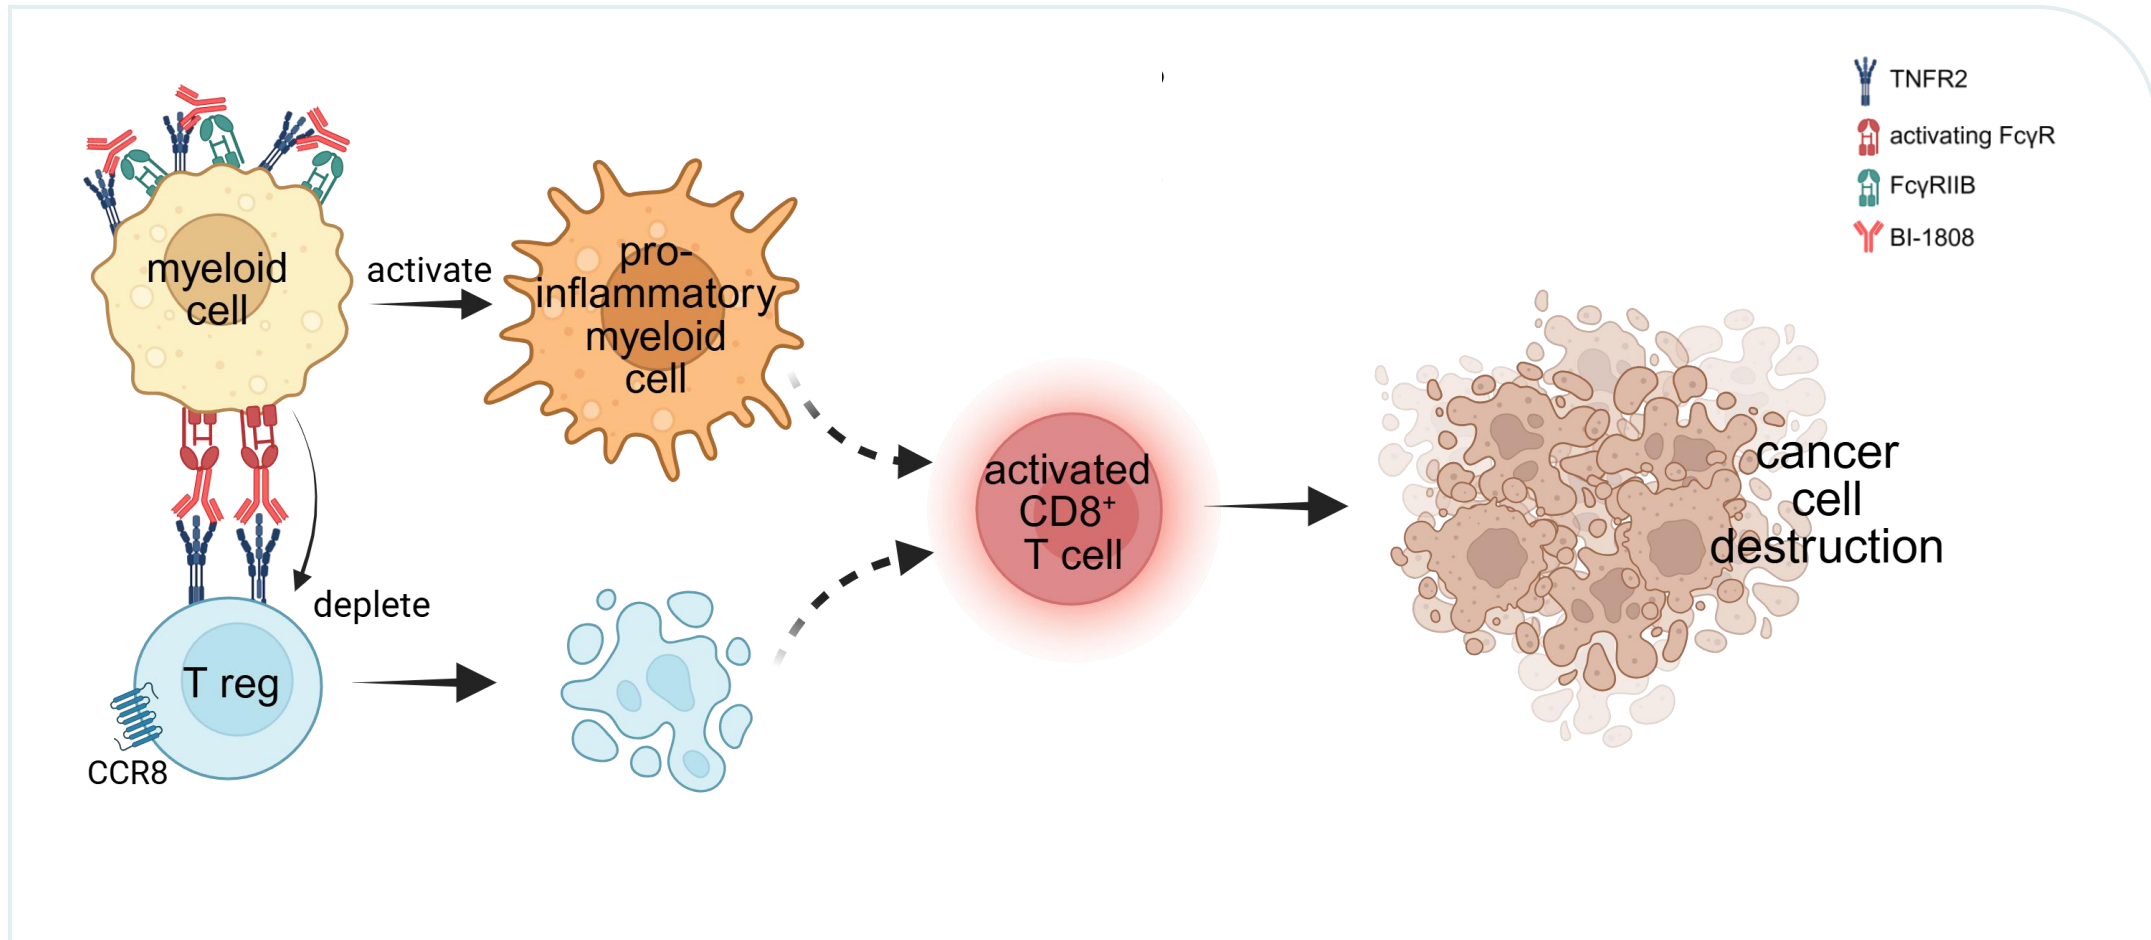 TNFR2
activating FcγR
FcγRIIB
BI-1808
myeloid
cell
activate
pro-
inflammatory
myeloid
cell
deplete
T reg
CCR8
activated
CD8⁺
T cell
cancer
cell
destruction